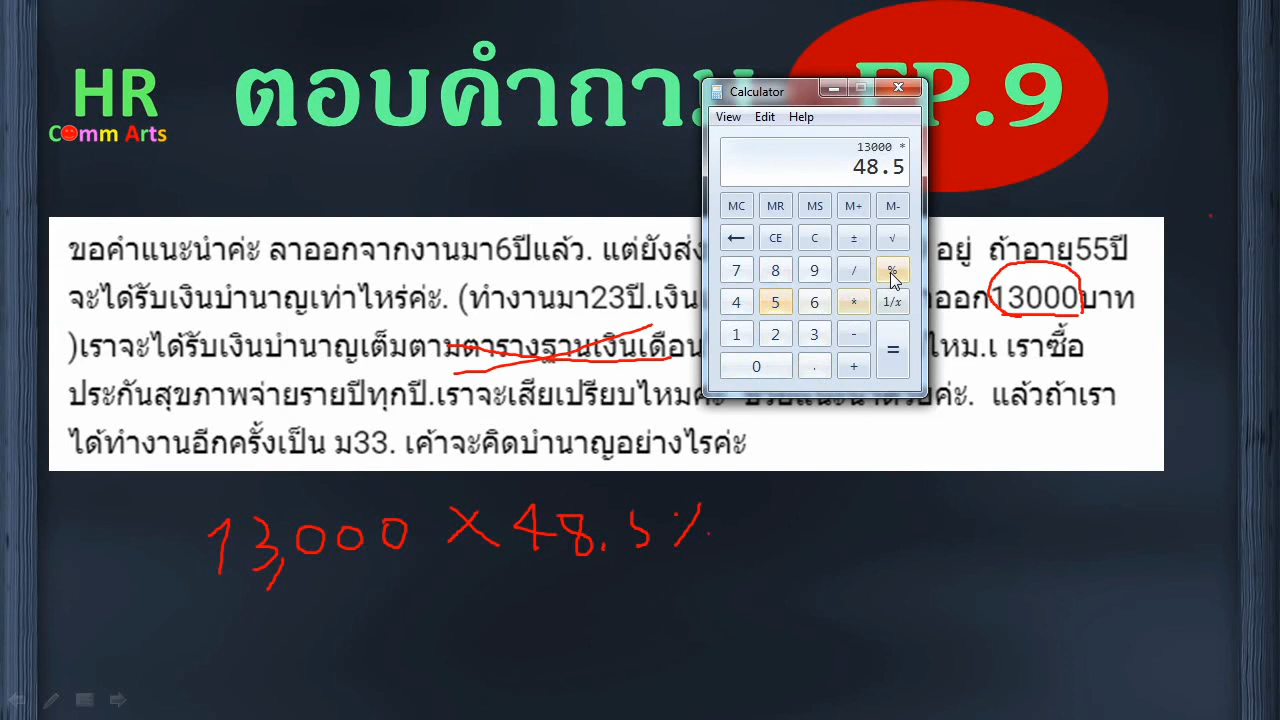 HR
Comm Arts
ตอบคำถาม EP.9
ขอคำแนะนำค่ะ ลาออกจากงานมา6ปีแล้ว. แต่ยังส่ง อยู่ ถ้าอายุ55ปี
จะได้รับเงินบำนาญเท่าไหร่ค่ะ. (ทำงานมา23ปี.เงิน าออก13000บาท
)เราจะได้รับเงินบำนาญเต็มตามตารางฐานเงินเดือน ไหม.เ เราซื้อ
ประกันสุขภาพจ่ายรายปีทุกปี.เราจะเสียเปรียบไหมค่ะ ช่วยแนะนำด้วยค่ะ. แล้วถ้าเรา
ได้ทำงานอีกครั้งเป็น ม33. เค้าจะคิดบำนาญอย่างไรค่ะ
13,000 × 48.5%
Calculator
View Edit Help
13000 *
48.5
MC MR MS M+ M-
← CE C ± √
7 8 9 / %
4 5 6 * 1/x
1 2 3 - =
0 . +